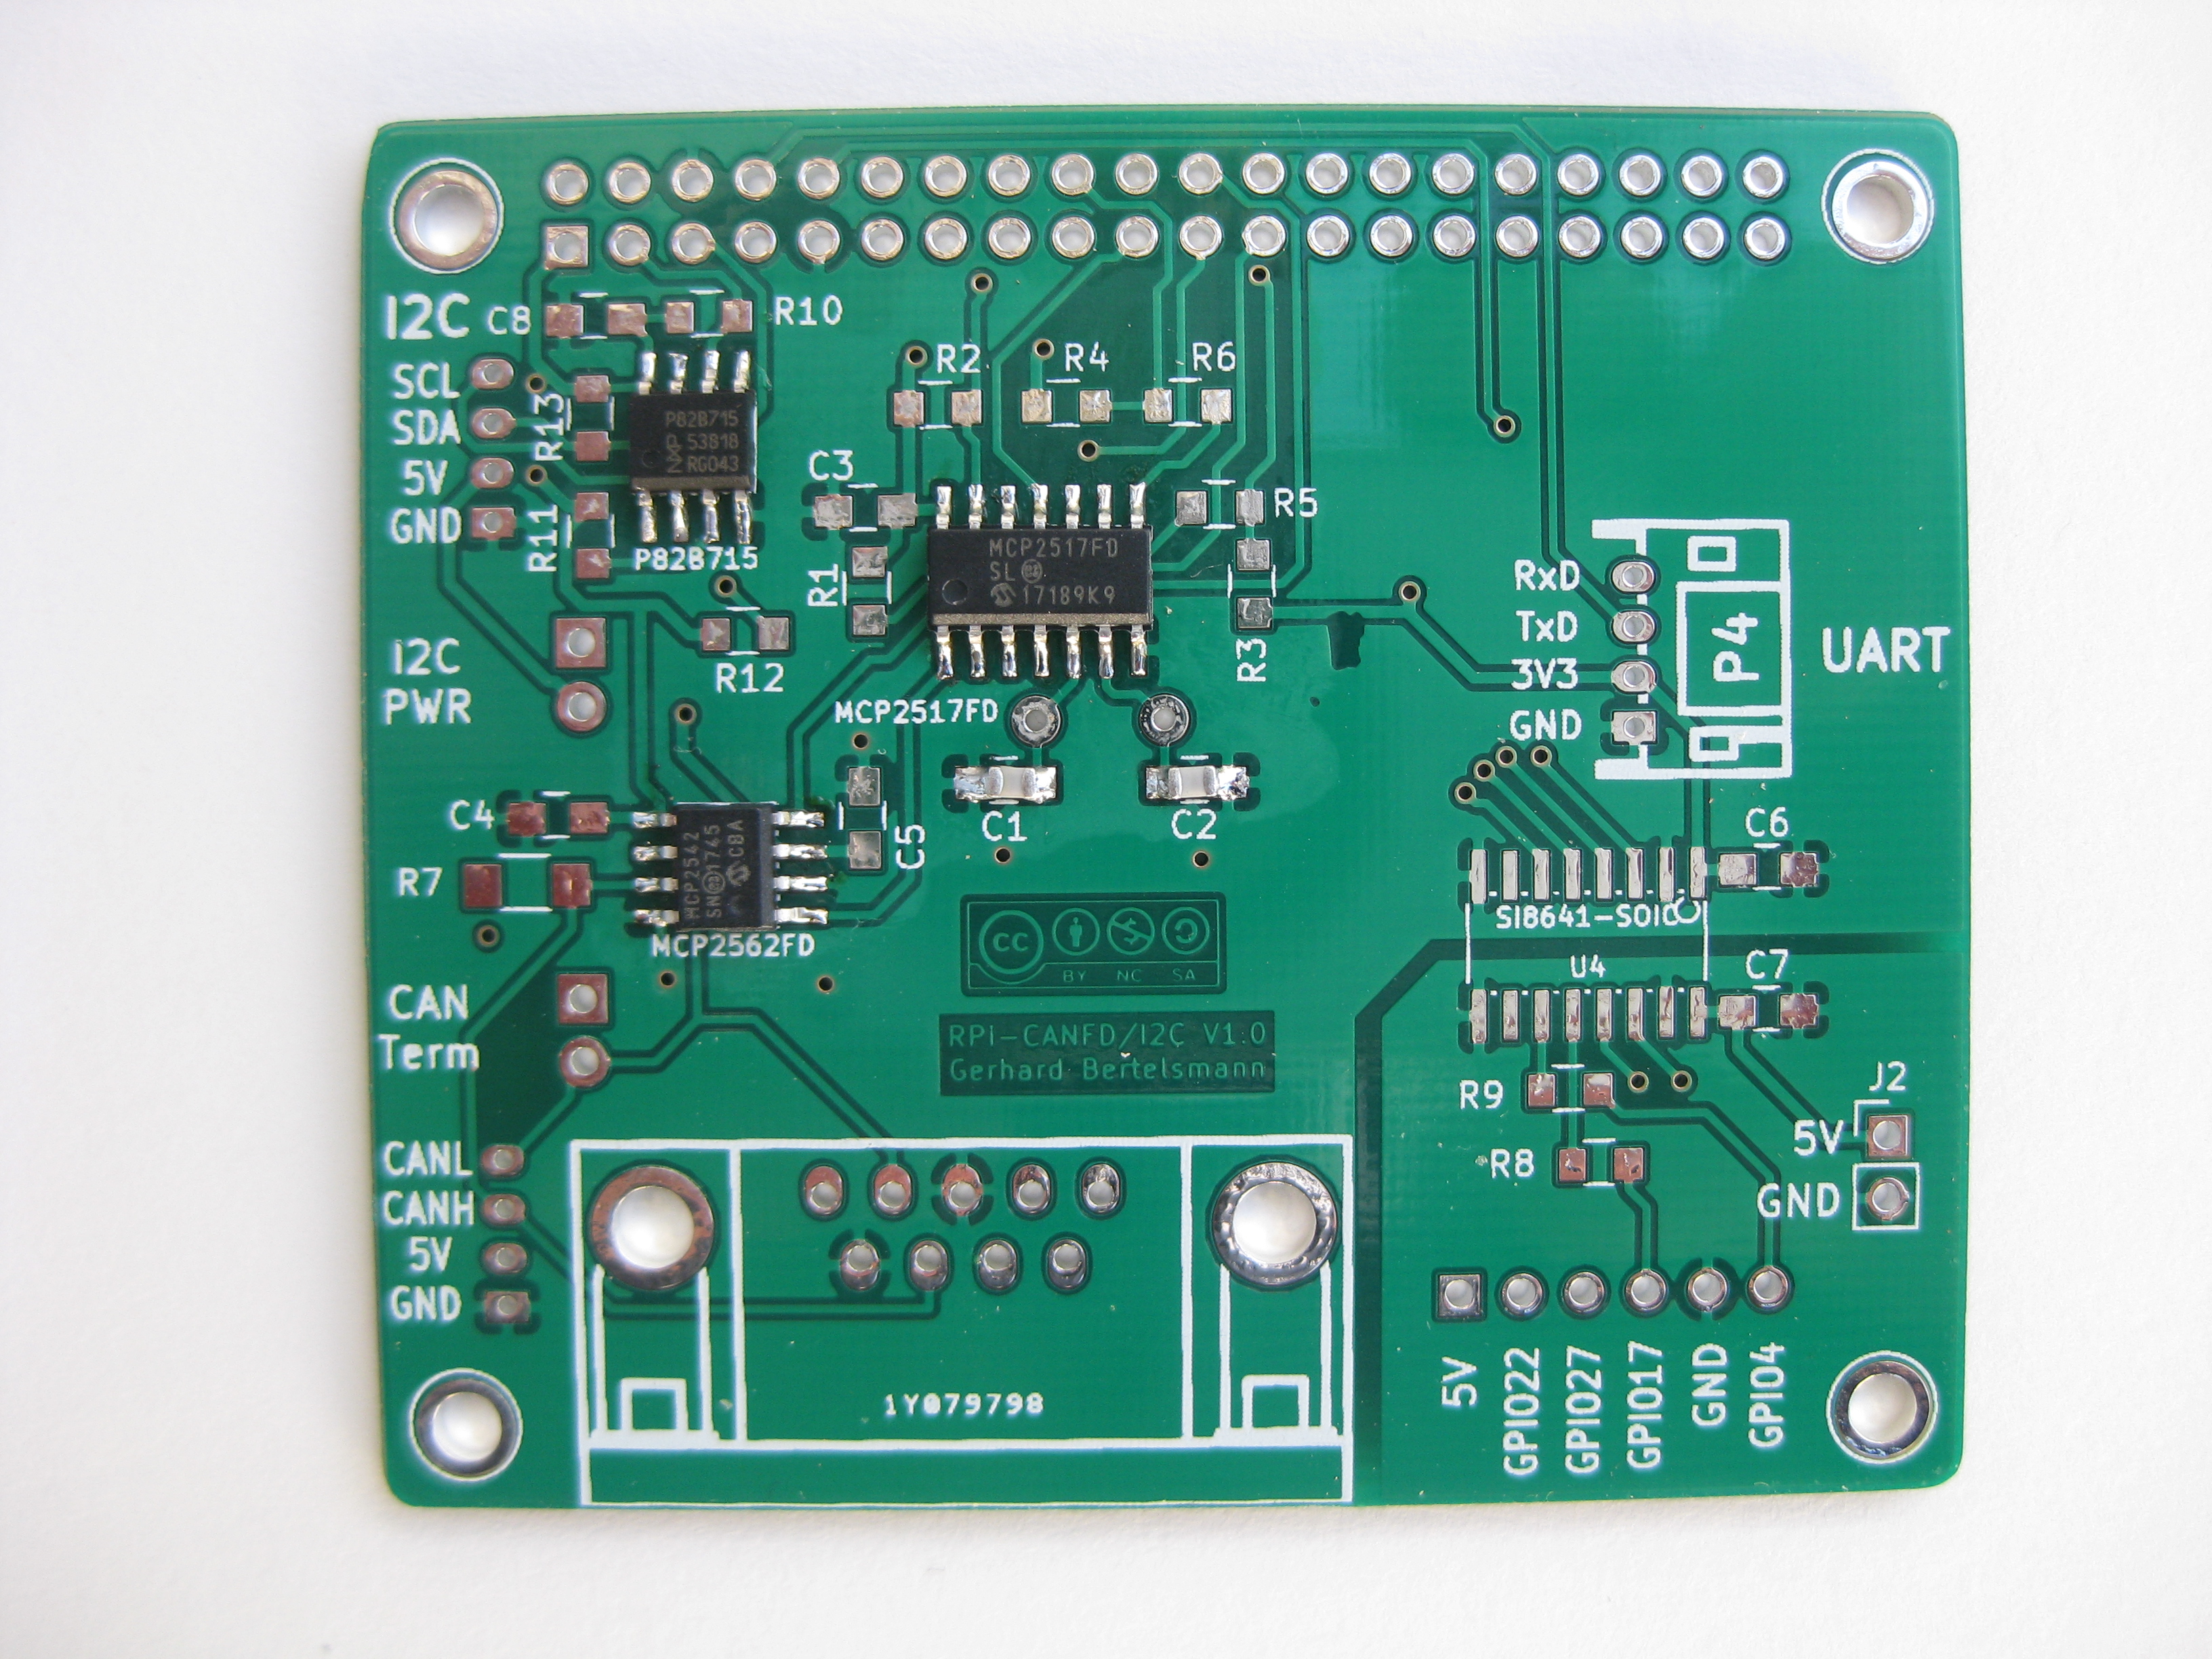 I2C
C8
R10
SCL
SDA
5V
GND
R13
R11
P82B715
53818
NXP
RG043
P82B715
R2
R4
R6
C3
R5
R1
MCP2517FD
SL
17189K9
R3
R12
MCP2517FD
I2C
PWR
RxD
TxD
3V3
GND
P4
UART
C4
R7
MCP2542
SN 1745
C8A
MCP2562FD
C5
C1
C2
C6
SI8641-SOIC
U4
C7
CC
BY NC SA
RPi-CANFD/I2C V1.0
Gerhard Bertelsmann
CAN
Term
R9
R8
J2
5V
GND
CANL
CANH
5V
GND
1Y079798
5V
GPIO22
GPIO27
GPIO17
GND
GPIO4